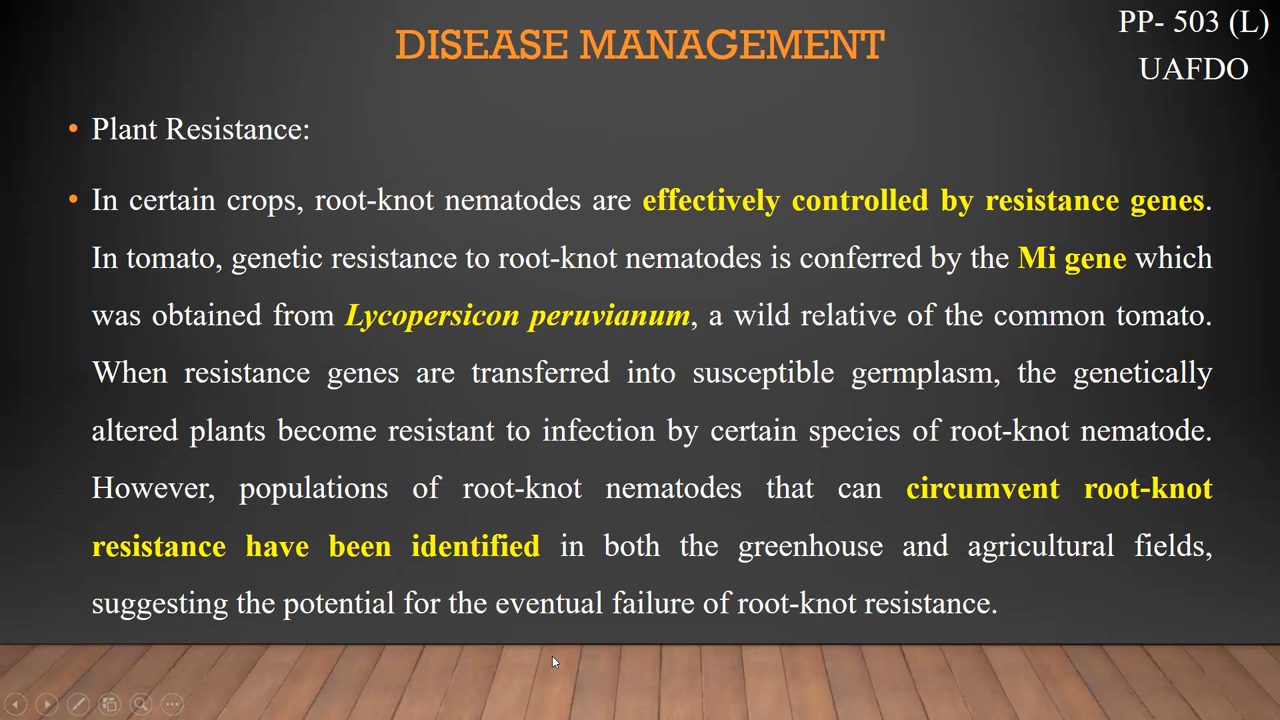 PP- 503 (L)
UAFDO
DISEASE MANAGEMENT
• Plant Resistance:
• In certain crops, root-knot nematodes are effectively controlled by resistance genes.
In tomato, genetic resistance to root-knot nematodes is conferred by the Mi gene which
was obtained from Lycopersicon peruvianum, a wild relative of the common tomato.
When resistance genes are transferred into susceptible germplasm, the genetically
altered plants become resistant to infection by certain species of root-knot nematode.
However, populations of root-knot nematodes that can circumvent root-knot
resistance have been identified in both the greenhouse and agricultural fields,
suggesting the potential for the eventual failure of root-knot resistance.